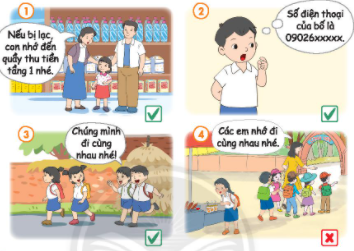 1
Nếu bị lạc,
con nhớ đến
quầy thu tiền
tầng 1 nhé.
2
Số điện thoại
của bố là
09026xxxxx.
3
Chúng mình
đi cùng
nhau nhé!
4
Các em nhớ đi
cùng nhau nhé.